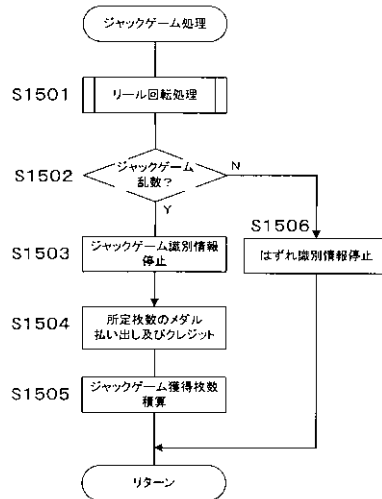 ジャックゲーム処理
S1501
リール回転処理
S1502
ジャックゲーム
乱数?
N
Y
S1503
ジャックゲーム識別情報
停止
S1506
はずれ識別情報停止
S1504
所定枚数のメダル
払い出し及びクレジット
S1505
ジャックゲーム獲得枚数
積算
リターン